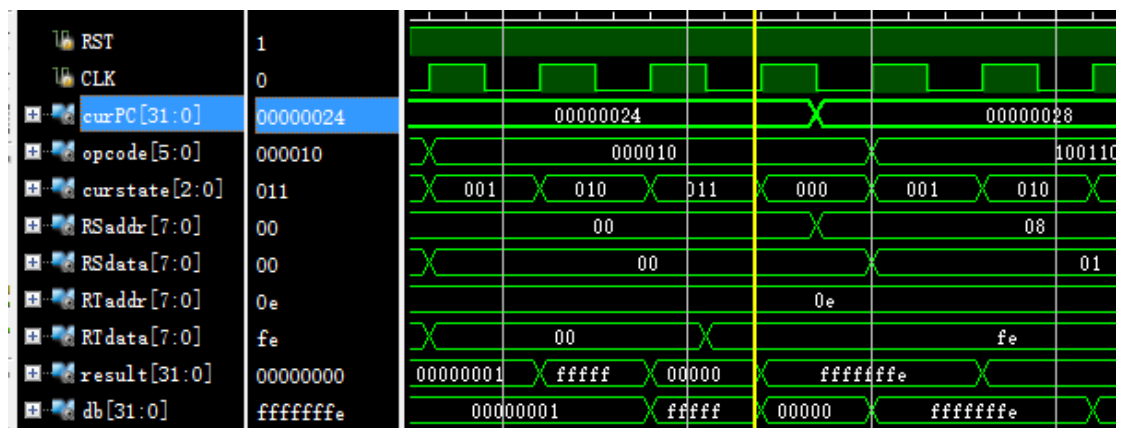 RST 1
CLK 0
curPC[31:0] 00000024 00000024 00000028
opcode[5:0] 000010 000010 100110
curstate[2:0] 011 001 010 011 000 001 010
RSaddr[7:0] 00 00 08
RSdata[7:0] 00 00 01
RTaddr[7:0] 0e 0e
RTdata[7:0] fe 00 fe
result[31:0] 00000000 00000001 fffff 00000 fffffffe
db[31:0] fffffffe 00000001 fffff 00000 fffffffe